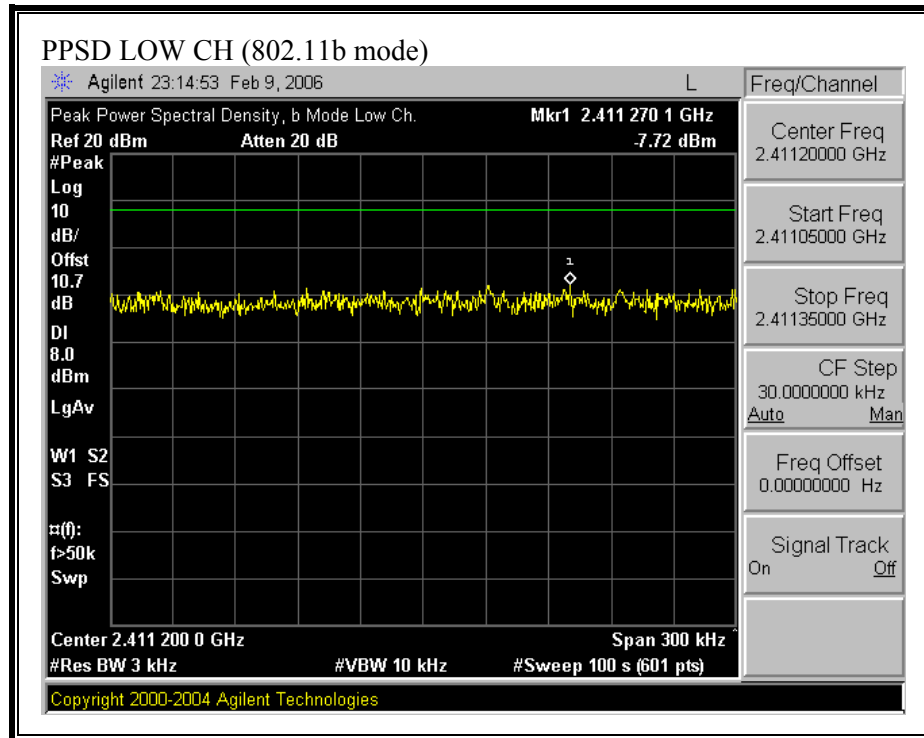 PPSD LOW CH (802.11b mode)
Agilent 23:14:53 Feb 9, 2006
L
Freq/Channel
Peak Power Spectral Density, b Mode Low Ch.
Mkr1 2.411 270 1 GHz
Ref 20 dBm
Atten 20 dB
-7.72 dBm
#Peak
Log
10
dB/
Offst
10.7
dB
DI
8.0
dBm
LgAv
W1 S2
S3 FS
¤(f):
f>50k
Swp
1
Center 2.411 200 0 GHz
Span 300 kHz
#Res BW 3 kHz
#VBW 10 kHz
#Sweep 100 s (601 pts)
Copyright 2000-2004 Agilent Technologies
Center Freq
2.41120000 GHz
Start Freq
2.41105000 GHz
Stop Freq
2.41135000 GHz
CF Step
30.0000000 kHz
Auto Man
Freq Offset
0.00000000 Hz
Signal Track
On Off